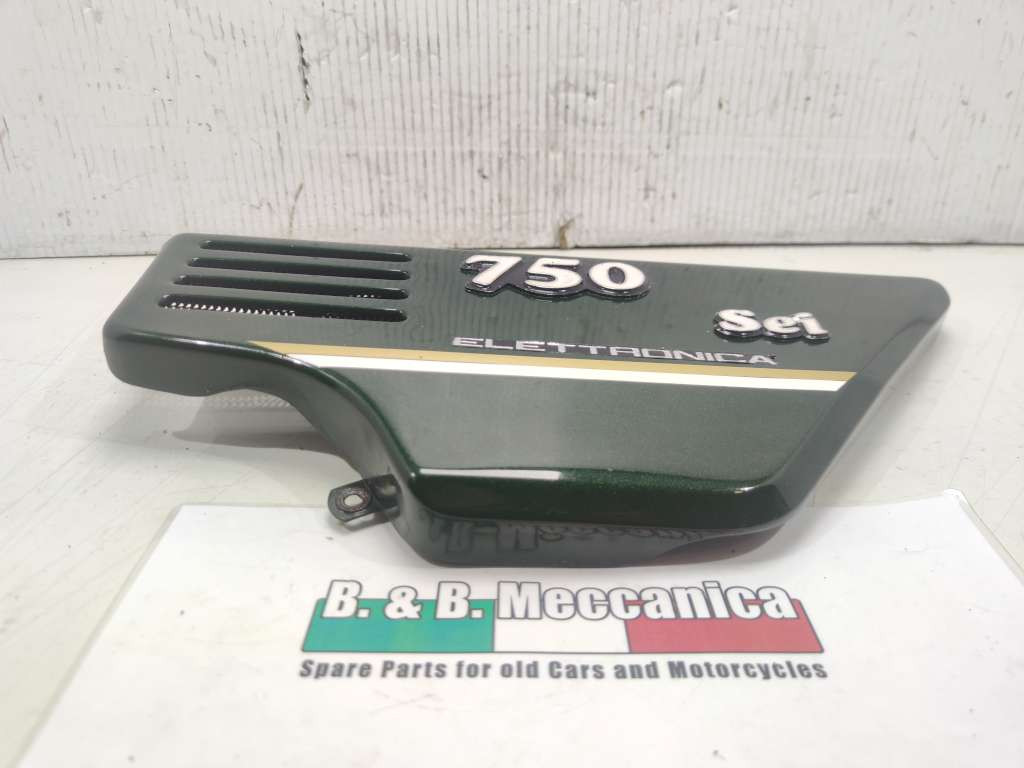 750
Sei
ELETTRONICA
B. & B. Meccanica
Spare Parts for old Cars and Motorcycles